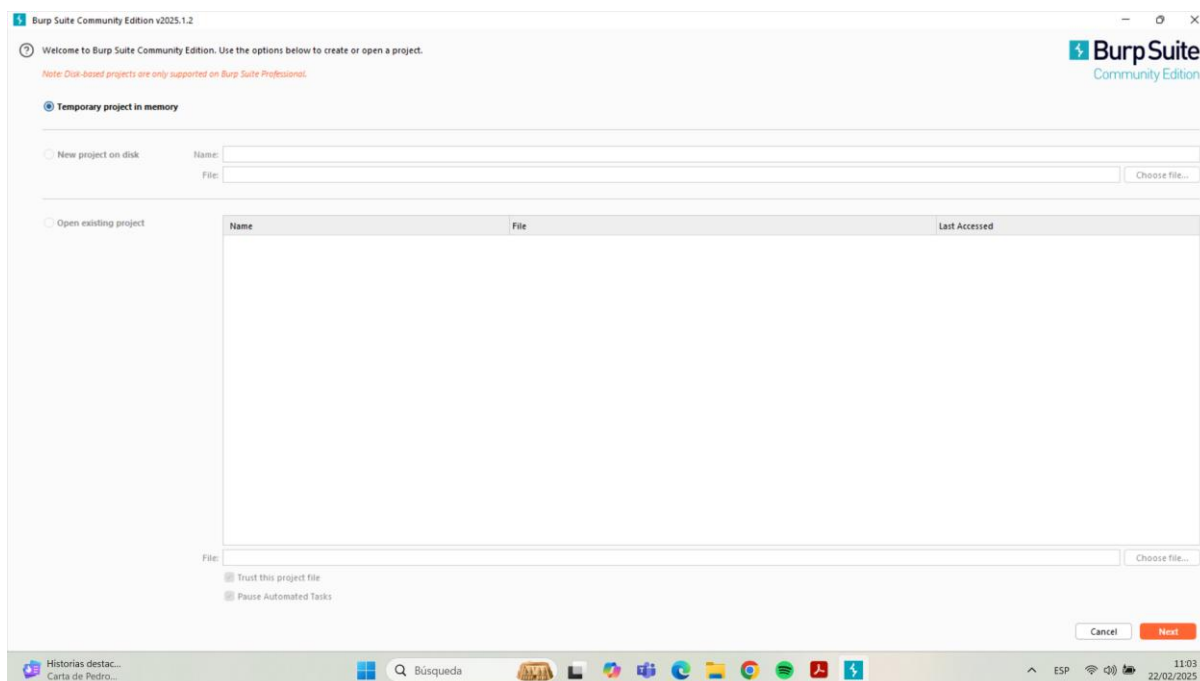 Burp Suite Community Edition v2025.1.2
Welcome to Burp Suite Community Edition. Use the options below to create or open a project.
Note: Disk-based projects are only supported on Burp Suite Professional.
Burp Suite
Community Edition
Temporary project in memory
New project on disk
Name:
File:
Choose file...
Open existing project
Name File Last Accessed
File:
Choose file...
Trust this project file
Pause Automated Tasks
Cancel Next
Historias destac...
Carta de Pedro...
Búsqueda
ESP
11:03
22/02/2025